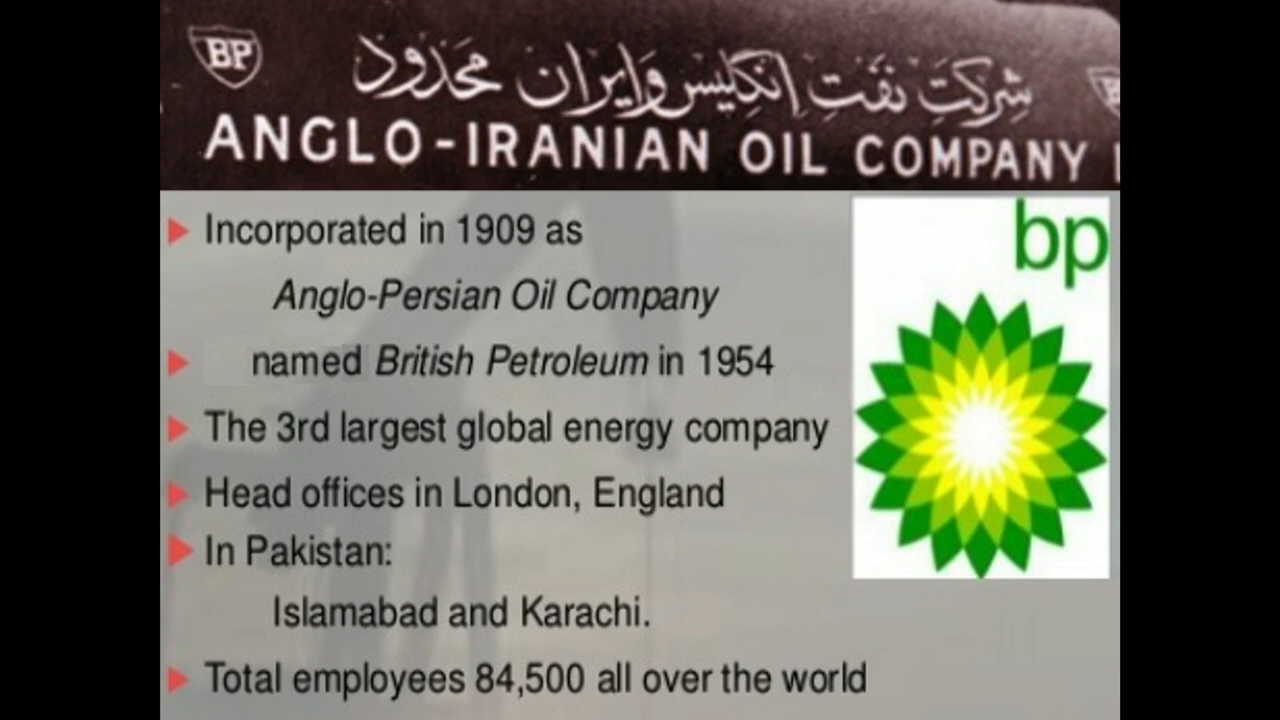 BP
شرکتِ نفتِ انگلیس و ایران محدود
ANGLO-IRANIAN OIL COMPANY
bp
Incorporated in 1909 as
Anglo-Persian Oil Company
named British Petroleum in 1954
The 3rd largest global energy company
Head offices in London, England
In Pakistan:
Islamabad and Karachi.
Total employees 84,500 all over the world